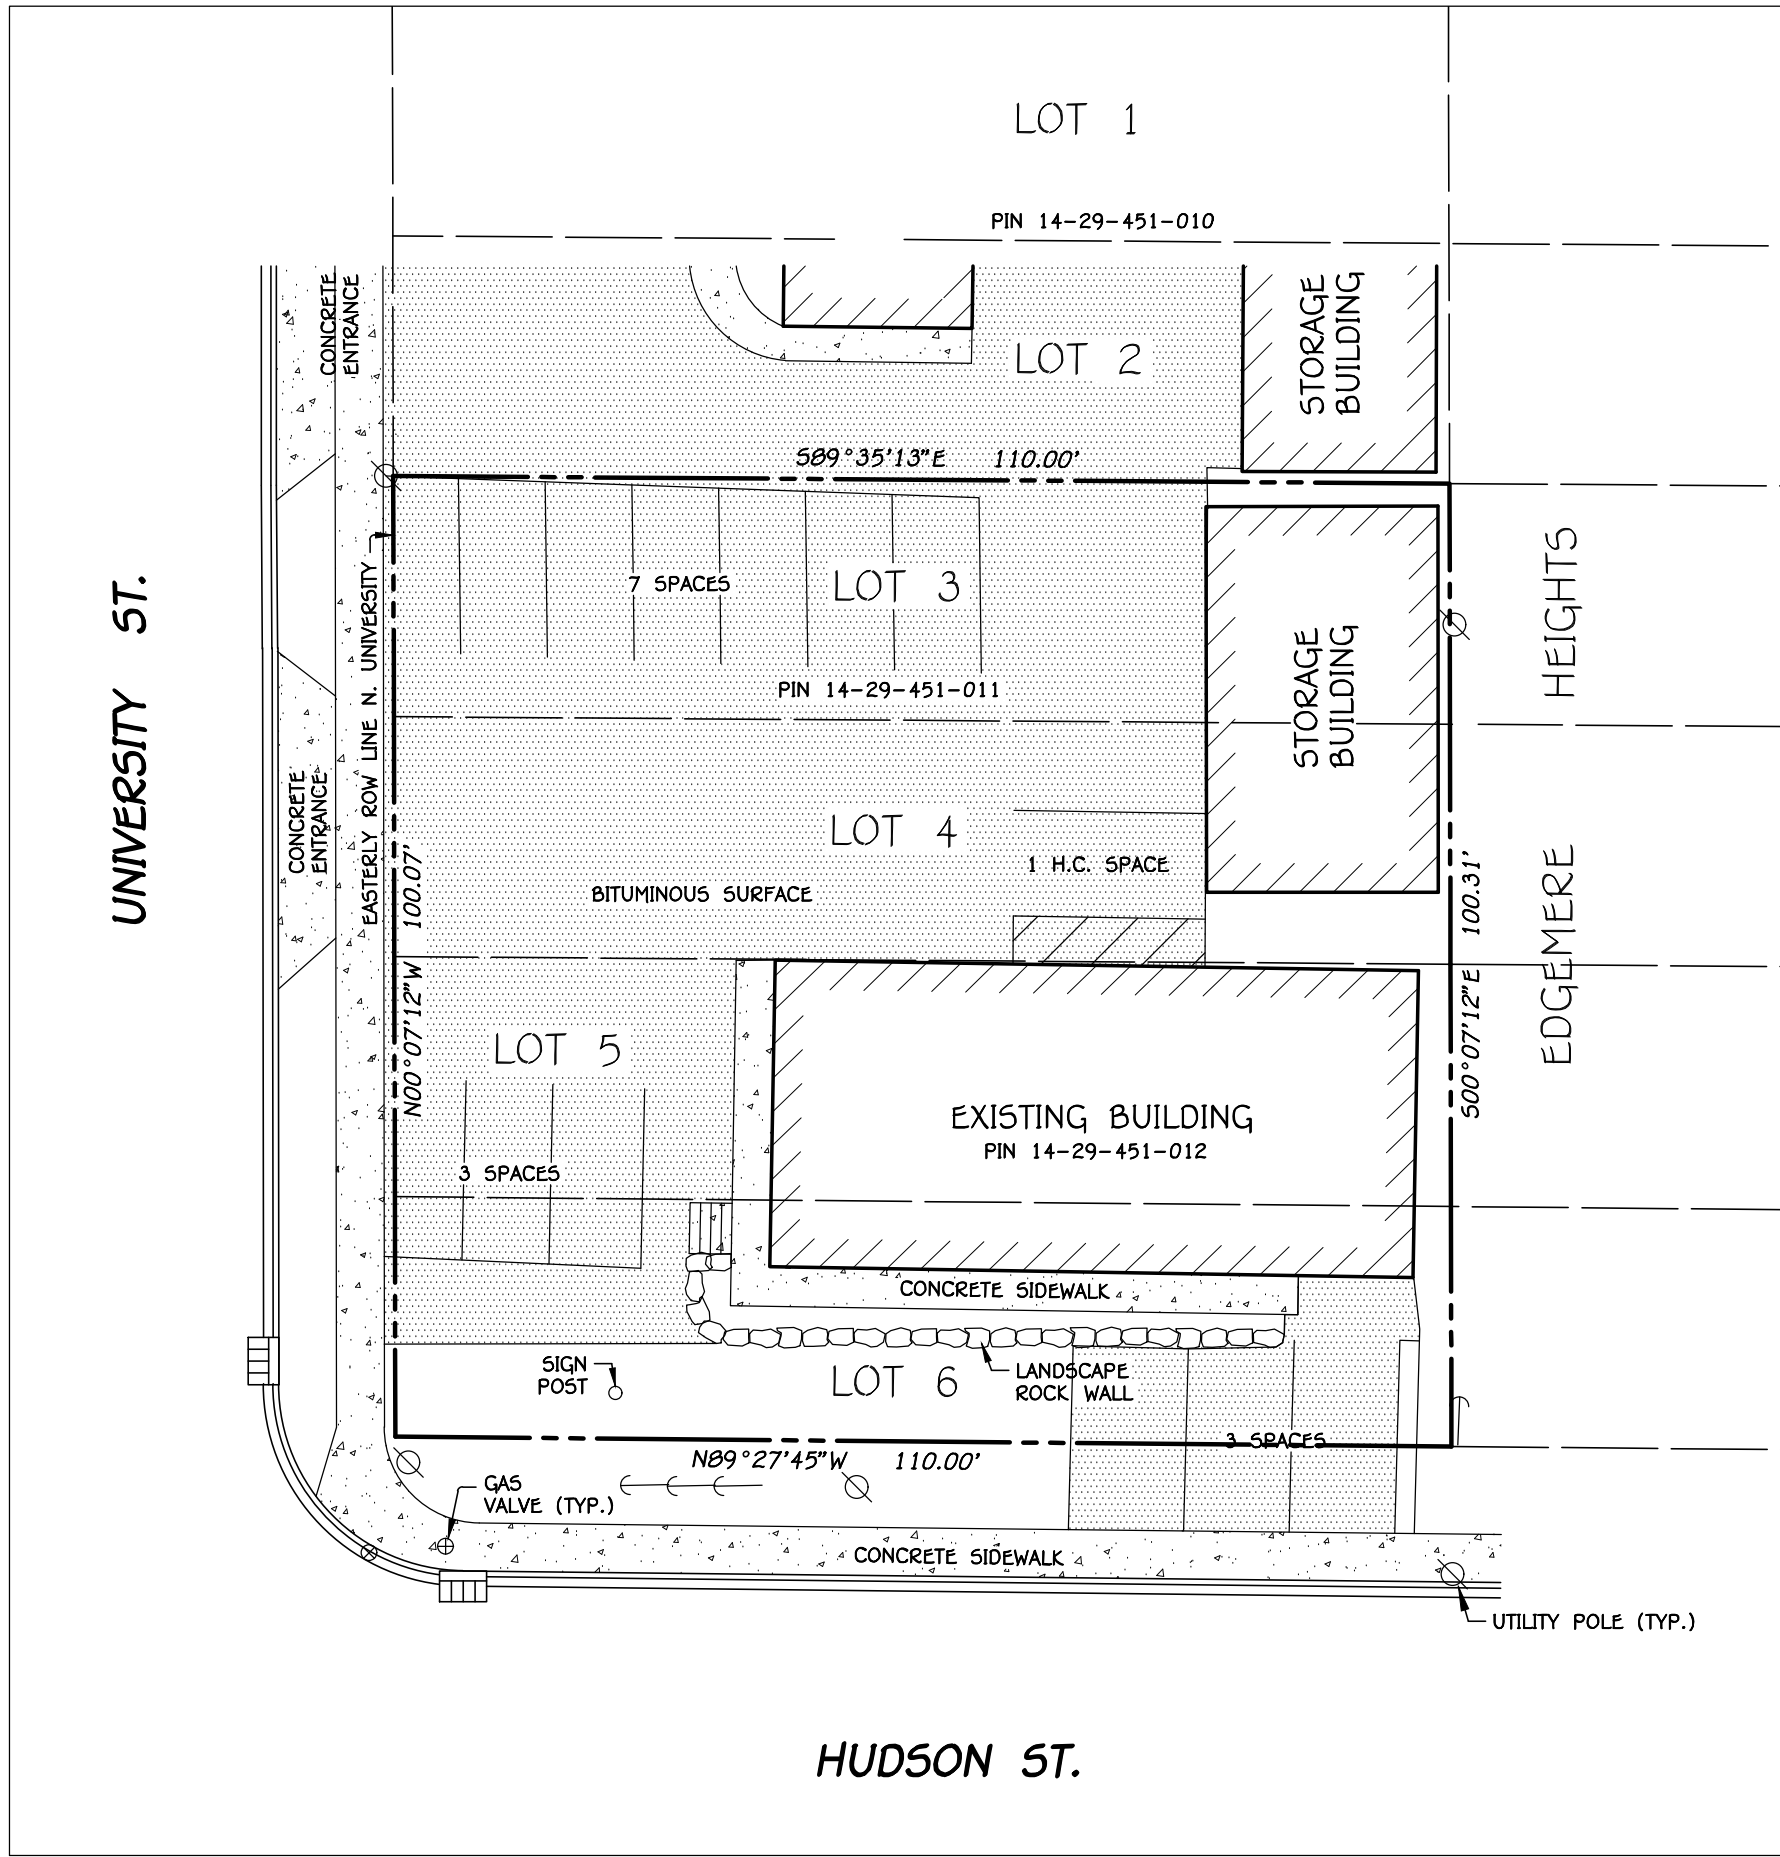 LOT 1
PIN 14-29-451-010
CONCRETE
ENTRANCE
STORAGE
BUILDING
LOT 2
S89°35'13"E 110.00'
7 SPACES
LOT 3
PIN 14-29-451-011
STORAGE
BUILDING
HEIGHTS
EDGEMERE
UNIVERSITY ST.
EASTERLY ROW LINE N. UNIVERSITY
CONCRETE
ENTRANCE
LOT 4
1 H.C. SPACE
BITUMINOUS SURFACE
N00°07'12"W 100.07'
S00°07'12"E 100.31'
LOT 5
EXISTING BUILDING
PIN 14-29-451-012
3 SPACES
CONCRETE SIDEWALK
SIGN
POST
LOT 6
LANDSCAPE
ROCK WALL
3 SPACES
N89°27'45"W 110.00'
GAS
VALVE (TYP.)
CONCRETE SIDEWALK
UTILITY POLE (TYP.)
HUDSON ST.